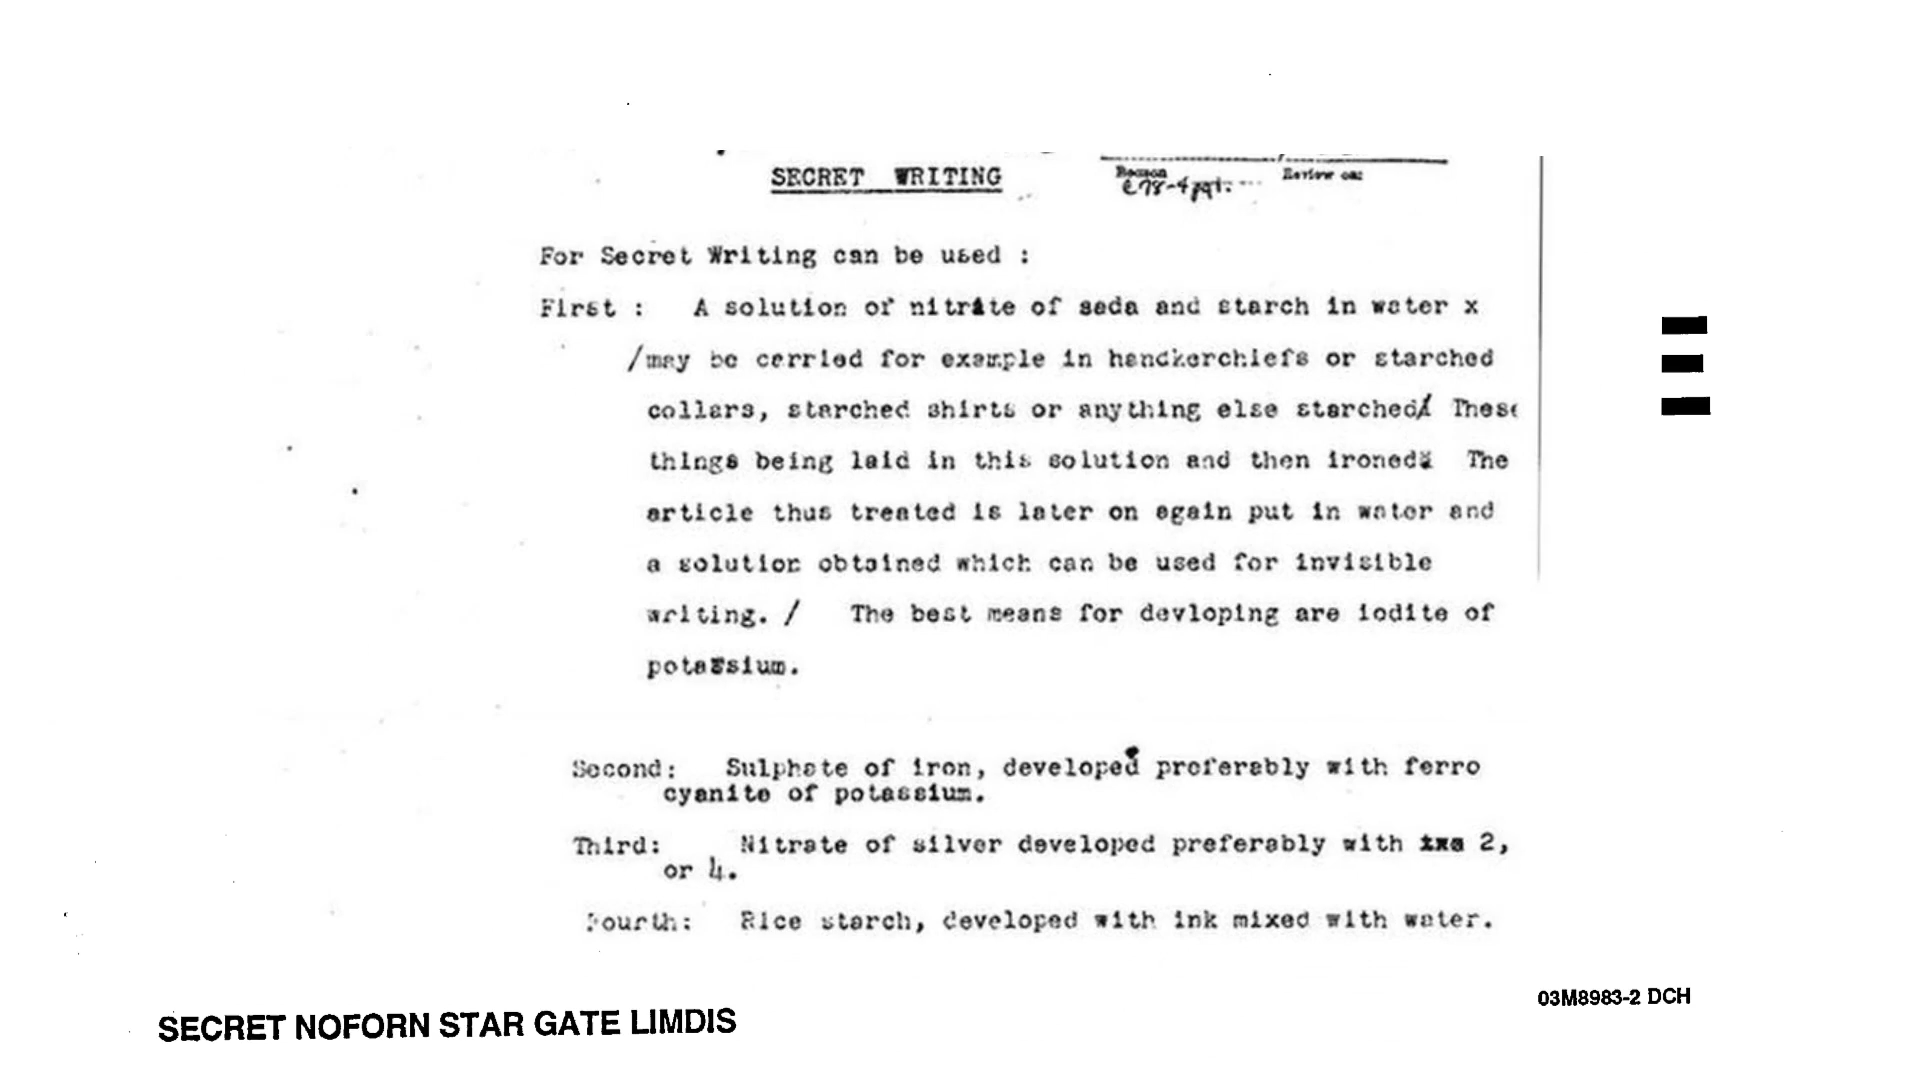 SECRET WRITING
Reason Review on:
For Secret Writing can be used :
First : A solution of nitrate of soda and starch in water x
/may be carried for example in handkerchiefs or starched
collars, starched shirts or anything else starched/ These
things being laid in this solution and then ironed. The
article thus treated is later on again put in water and
a solution obtained which can be used for invisible
writing. / The best means for devloping are iodite of
potassium.
Second: Sulphate of iron, developed preferably with ferro
cyanite of potassium.
Third: Nitrate of silver developed preferably with 2,
or 4.
Fourth: Rice starch, developed with ink mixed with water.
03M8983-2 DCH
SECRET NOFORN STAR GATE LIMDIS